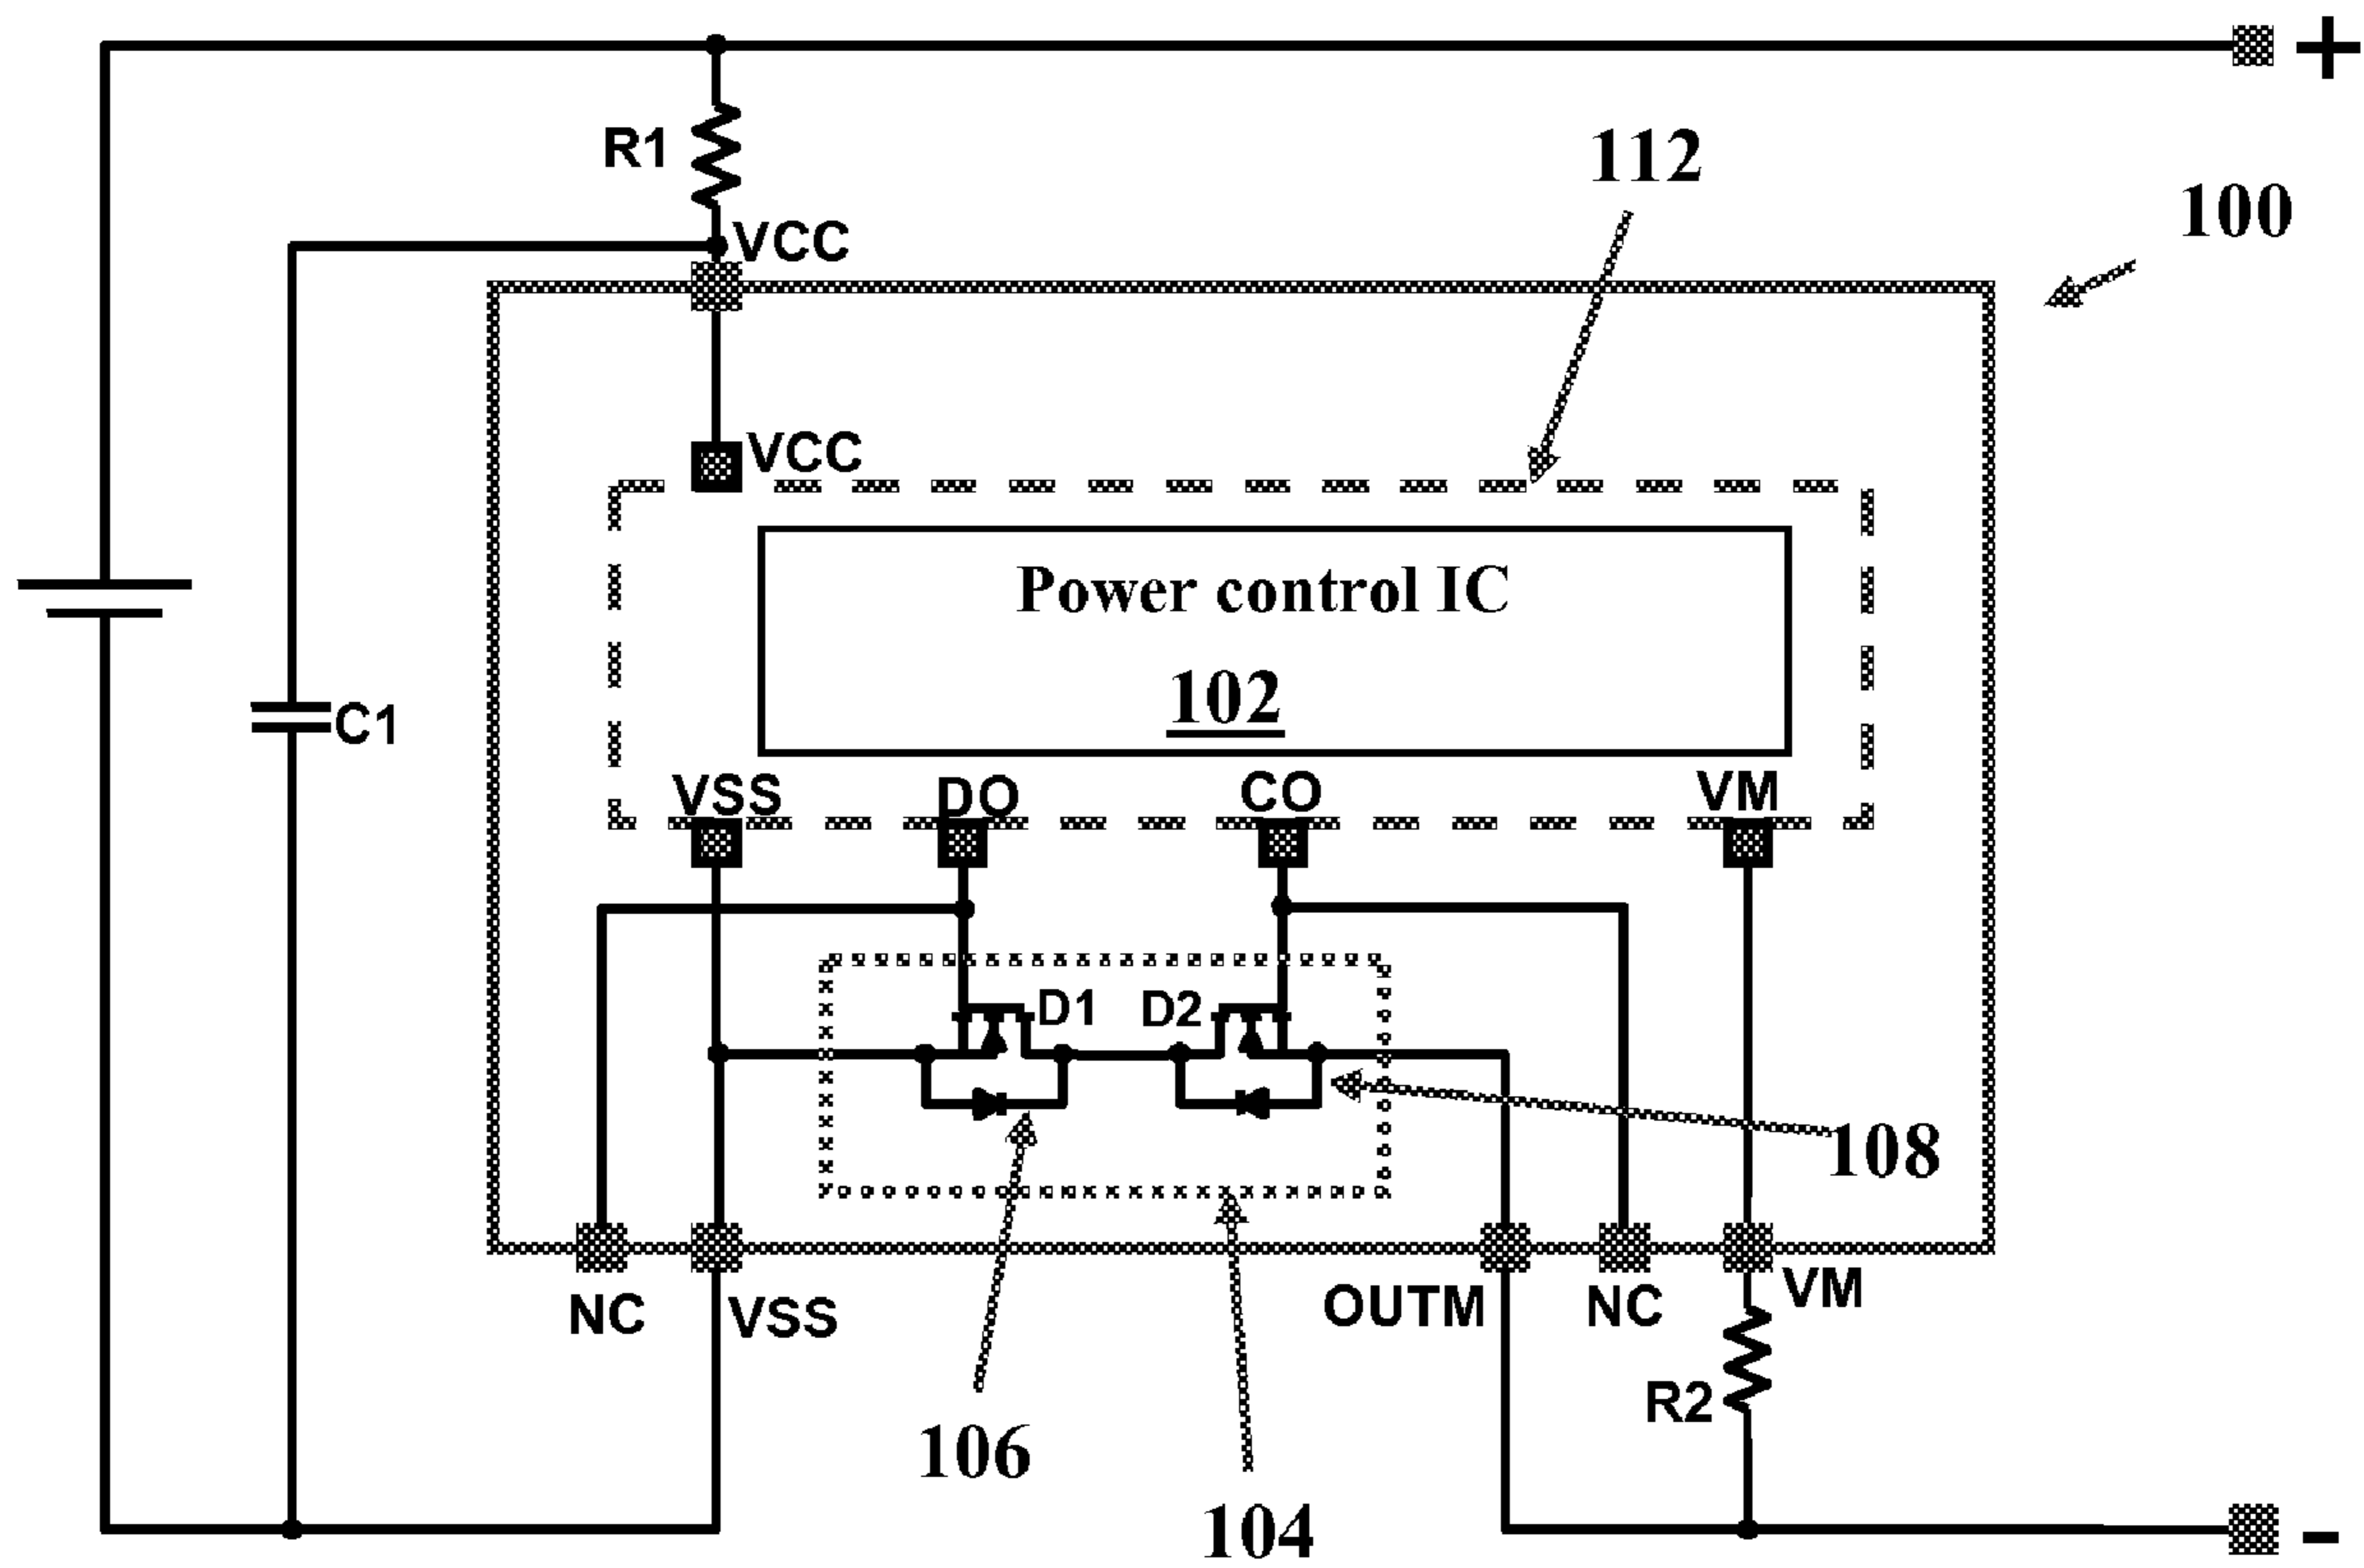 +
R1
112
100
VCC
VCC
Power control IC
102
C1
VSS
DO
CO
VM
D1
D2
108
NC
VSS
OUTM
NC
VM
R2
106
104
-